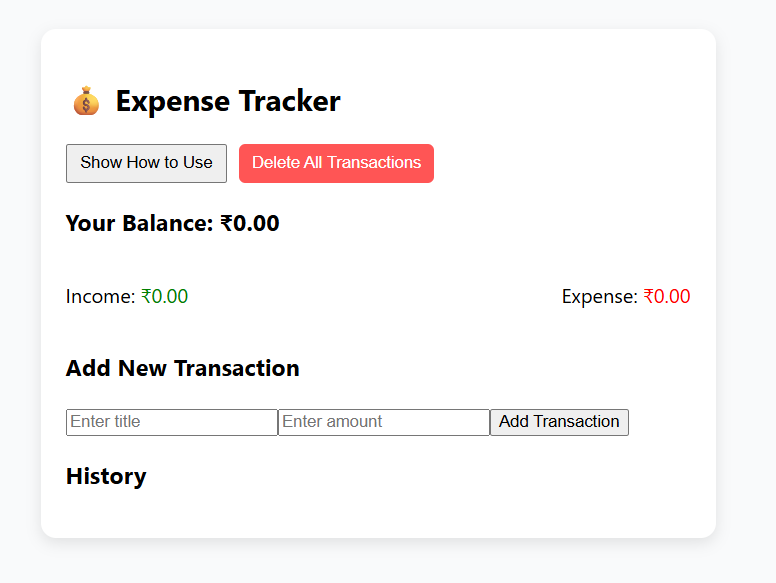 💰 Expense Tracker
Show How to Use Delete All Transactions
Your Balance: ₹0.00
Income: ₹0.00 Expense: ₹0.00
Add New Transaction
Enter title Enter amount Add Transaction
History